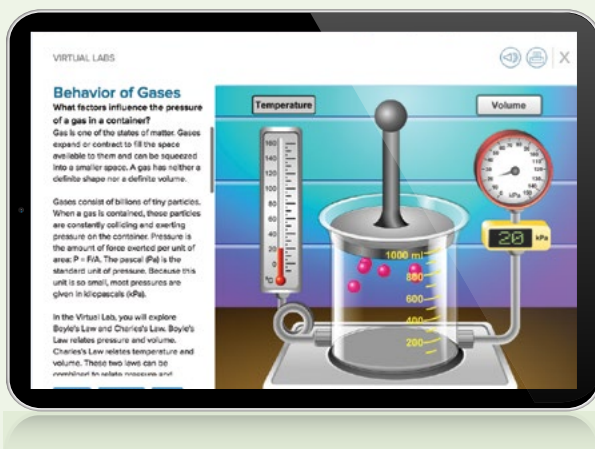 VIRTUAL LABS
Behavior of Gases
What factors influence the pressure
of a gas in a container?
Gas is one of the states of matter. Gases
expand or contract to fill the space
available to them and can be squeezed
into a smaller space. A gas has neither a
definite shape nor a definite volume.
Gases consist of billions of tiny particles.
When a gas is contained, these particles
are constantly colliding and exerting
pressure on the container. Pressure is
the amount of force exerted per unit of
area: P = F/A. The pascal (Pa) is the
standard unit of pressure. Because this
unit is so small, most pressures are
given in kilopascals (kPa).
In the Virtual Lab, you will explore
Boyle's Law and Charles's Law. Boyle's
Law relates pressure and volume.
Charles's Law relates temperature and
volume. These two laws can be
combined to relate pressure and
Temperature
Volume
160
140
120
100
80
60
40
20
0
°C
1000 ml
800
600
400
200
kPa
20 kPa